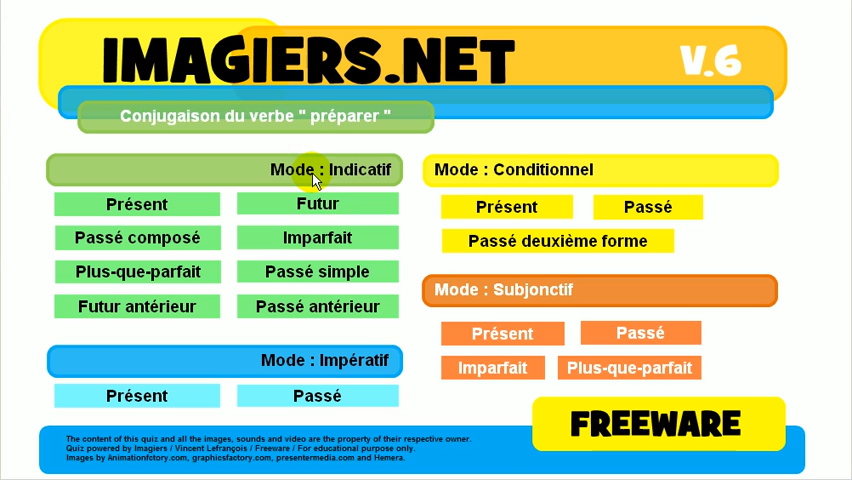 IMAGIERS.NET
V.6
Conjugaison du verbe " préparer "
Mode : Indicatif
Présent
Futur
Passé composé
Imparfait
Plus-que-parfait
Passé simple
Futur antérieur
Passé antérieur
Mode : Impératif
Présent
Passé
Mode : Conditionnel
Présent
Passé
Passé deuxième forme
Mode : Subjonctif
Présent
Passé
Imparfait
Plus-que-parfait
FREEWARE
The content of this quiz and all the images, sounds and video are the property of their respective owner.
Quiz powered by Imagiers / Vincent Lefrançois / Freeware / For educational purpose only.
Images by Animationfctory.com, graphicsfactory.com, presentermedia.com and Hemera.